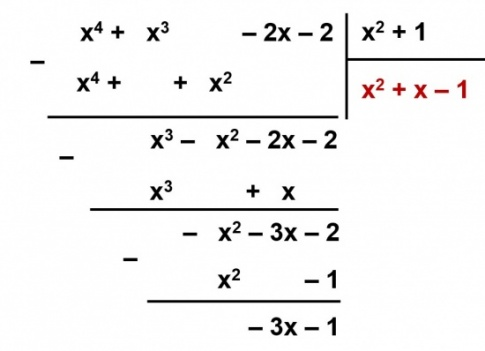 x⁴ + x³ – 2x – 2 x² + 1
–
x⁴ + + x² x² + x – 1
x³ – x² – 2x – 2
–
x³ + x
– x² – 3x – 2
–
x² – 1
– 3x – 1